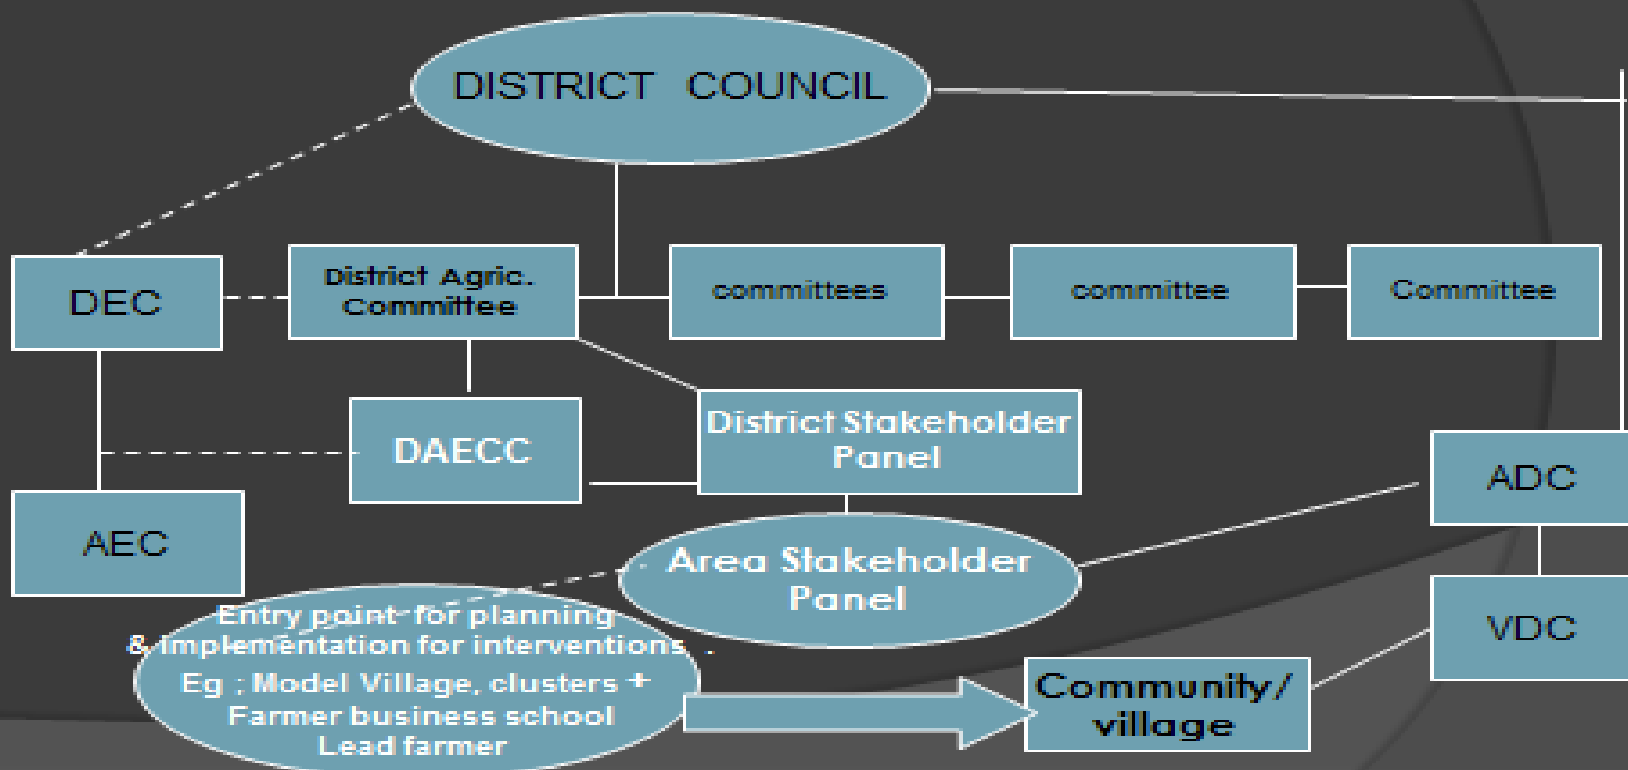 DISTRICT COUNCIL
DEC
District Agric.
Committee
committees
committee
Committee
DAECC
District Stakeholder
Panel
ADC
AEC
Area Stakeholder
Panel
VDC
Entry point for planning
& implementation for interventions .
Eg ; Model Village, clusters +
Farmer business school
Lead farmer
Community/
village